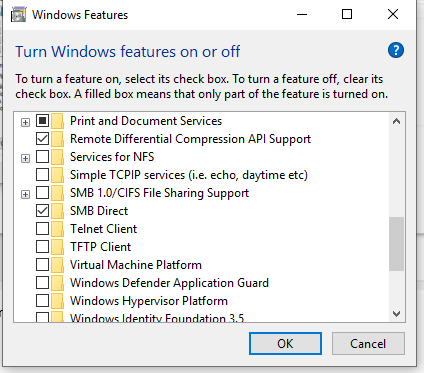 Windows Features
Turn Windows features on or off
To turn a feature on, select its check box. To turn a feature off, clear its
check box. A filled box means that only part of the feature is turned on.
Print and Document Services
Remote Differential Compression API Support
Services for NFS
Simple TCPIP services (i.e. echo, daytime etc)
SMB 1.0/CIFS File Sharing Support
SMB Direct
Telnet Client
TFTP Client
Virtual Machine Platform
Windows Defender Application Guard
Windows Hypervisor Platform
Windows Identity Foundation 3.5
OK Cancel